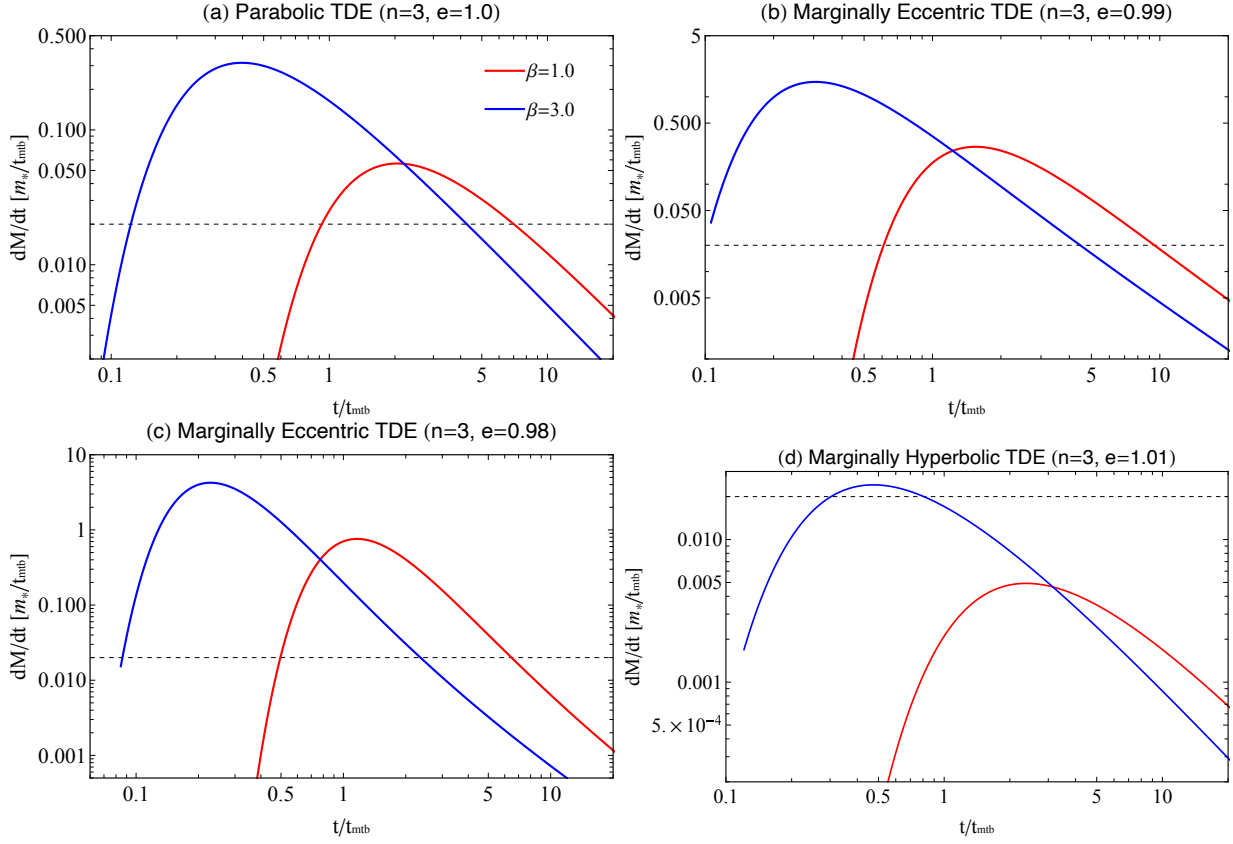 (a) Parabolic TDE (n=3, e=1.0)
0.500
0.100
0.050
0.010
0.005
dM/dt [m*/tmtb]
β=1.0
β=3.0
0.1 0.5 1 5 10
t/tmtb
(b) Marginally Eccentric TDE (n=3, e=0.99)
5
0.500
0.050
0.005
dM/dt [m*/tmtb]
0.1 0.5 1 5 10
t/tmtb
(c) Marginally Eccentric TDE (n=3, e=0.98)
10
1
0.100
0.010
0.001
dM/dt [m*/tmtb]
0.1 0.5 1 5 10
t/tmtb
(d) Marginally Hyperbolic TDE (n=3, e=1.01)
0.010
0.005
0.001
5.×10⁻⁴
dM/dt [m*/tmtb]
0.1 0.5 1 5 10
t/tmtb